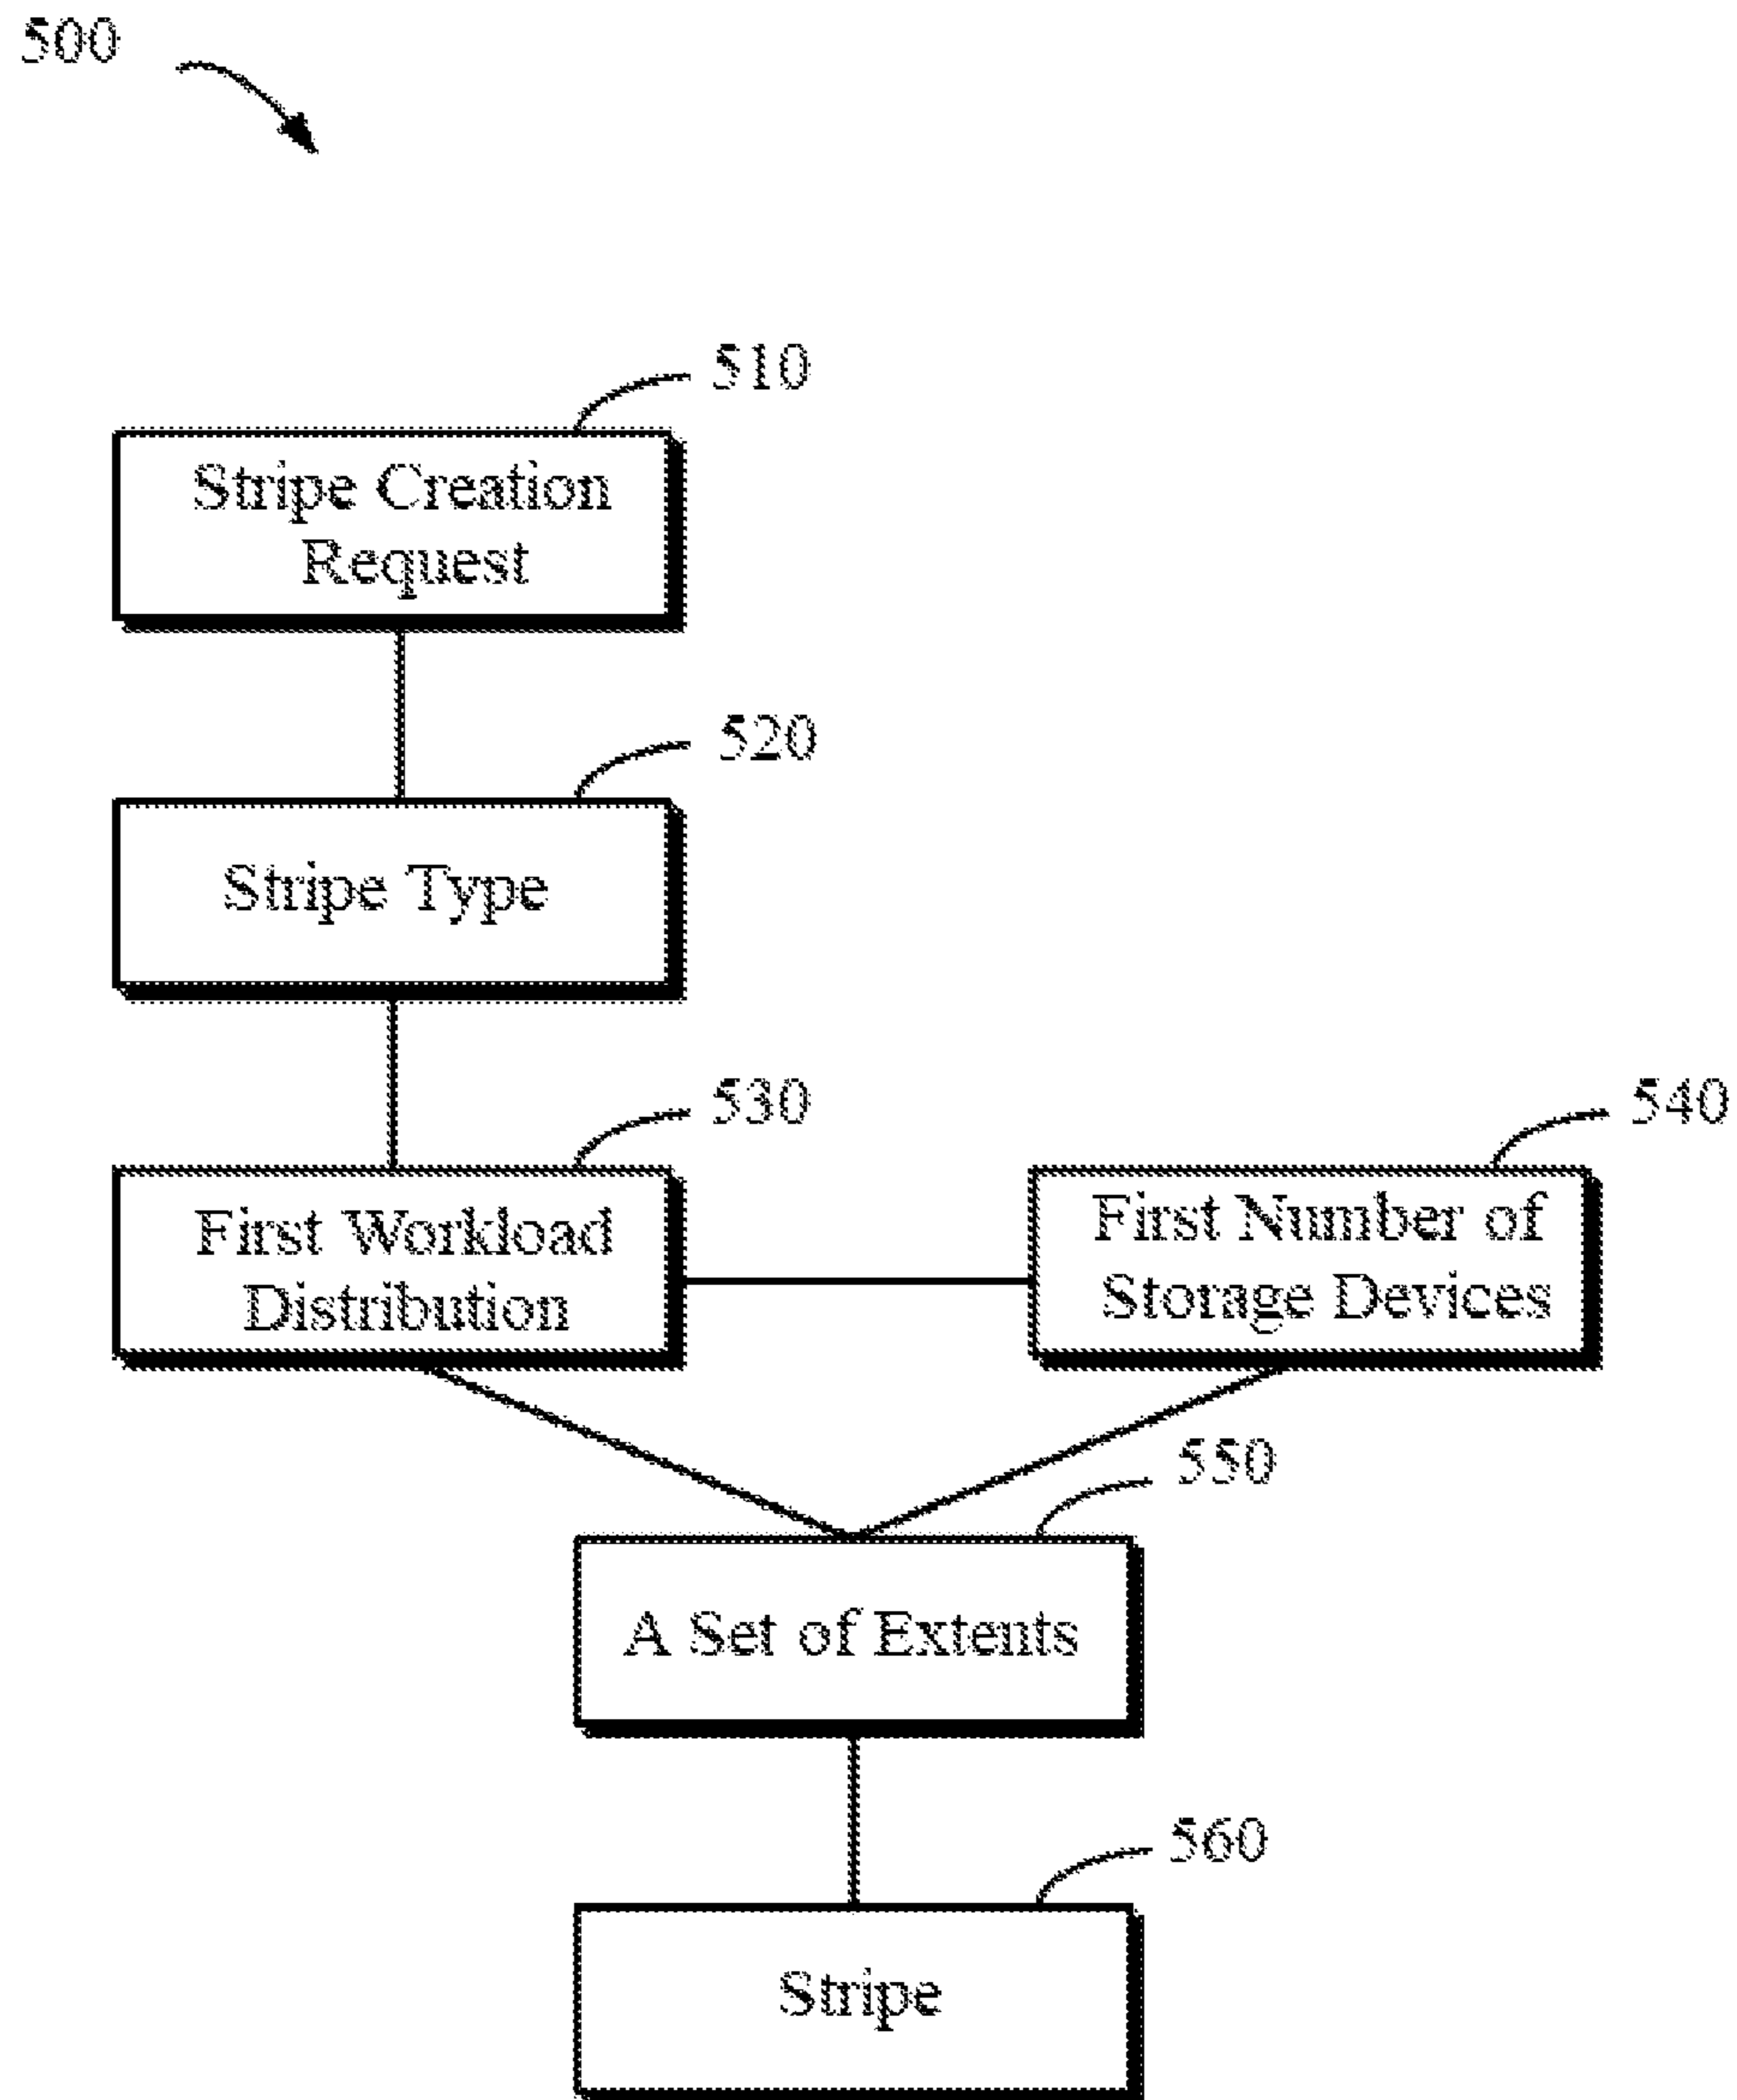 500
510
Stripe Creation
Request
520
Stripe Type
530
First Workload
Distribution
540
First Number of
Storage Devices
550
A Set of Extents
560
Stripe